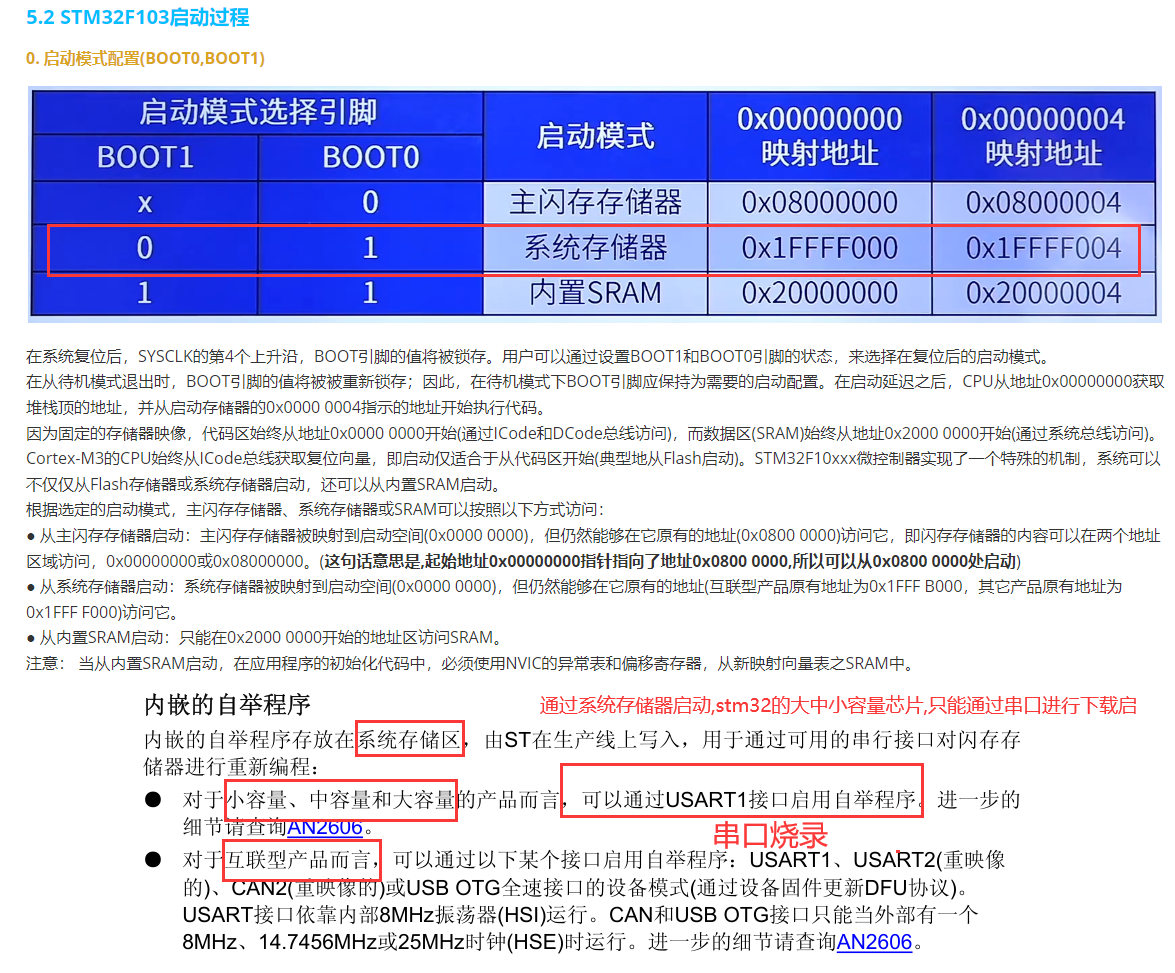 5.2 STM32F103启动过程
0. 启动模式配置(BOOT0,BOOT1)
启动模式选择引脚 启动模式 0x00000000 映射地址 0x00000004 映射地址
BOOT1 BOOT0
x 0 主闪存存储器 0x08000000 0x08000004
0 1 系统存储器 0x1FFFF000 0x1FFFF004
1 1 内置SRAM 0x20000000 0x20000004
在系统复位后，SYSCLK的第4个上升沿，BOOT引脚的值将被锁存。用户可以通过设置BOOT1和BOOT0引脚的状态，来选择在复位后的启动模式。
在从待机模式退出时，BOOT引脚的值将被被重新锁存；因此，在待机模式下BOOT引脚应保持为需要的启动配置。在启动延迟之后，CPU从地址0x00000000获取
堆栈顶的地址，并从启动存储器的0x0000 0004指示的地址开始执行代码。
因为固定的存储器映像，代码区始终从地址0x0000 0000开始(通过ICode和DCode总线访问)，而数据区(SRAM)始终从地址0x2000 0000开始(通过系统总线访问)。
Cortex-M3的CPU始终从ICode总线获取复位向量，即启动仅适合于从代码区开始(典型地从Flash启动)。STM32F10xxx微控制器实现了一个特殊的机制，系统可以
不仅仅从Flash存储器或系统存储器启动，还可以从内置SRAM启动。
根据选定的启动模式，主闪存存储器、系统存储器或SRAM可以按照以下方式访问：
● 从主闪存存储器启动：主闪存存储器被映射到启动空间(0x0000 0000)，但仍然能够在它原有的地址(0x0800 0000)访问它，即闪存存储器的内容可以在两个地址
区域访问，0x00000000或0x08000000。(这句话意思是,起始地址0x00000000指针指向了地址0x0800 0000,所以可以从0x0800 0000处启动)
● 从系统存储器启动：系统存储器被映射到启动空间(0x0000 0000)，但仍然能够在它原有的地址(互联型产品原有地址为0x1FFF B000，其它产品原有地址为
0x1FFF F000)访问它。
● 从内置SRAM启动：只能在0x2000 0000开始的地址区访问SRAM。
注意： 当从内置SRAM启动，在应用程序的初始化代码中，必须使用NVIC的异常表和偏移寄存器，从新映射向量表之SRAM中。
内嵌的自举程序
通过系统存储器启动,stm32的大中小容量芯片,只能通过串口进行下载启
内嵌的自举程序存放在系统存储区，由ST在生产线上写入，用于通过可用的串行接口对闪存存
储器进行重新编程：
● 对于小容量、中容量和大容量的产品而言，可以通过USART1接口启用自举程序。进一步的
细节请查询AN2606。
串口烧录
● 对于互联型产品而言，可以通过以下某个接口启用自举程序：USART1、USART2(重映像
的)、CAN2(重映像的)或USB OTG全速接口的设备模式(通过设备固件更新DFU协议)。
USART接口依靠内部8MHz振荡器(HSI)运行。CAN和USB OTG接口只能当外部有一个
8MHz、14.7456MHz或25MHz时钟(HSE)时运行。进一步的细节请查询AN2606。